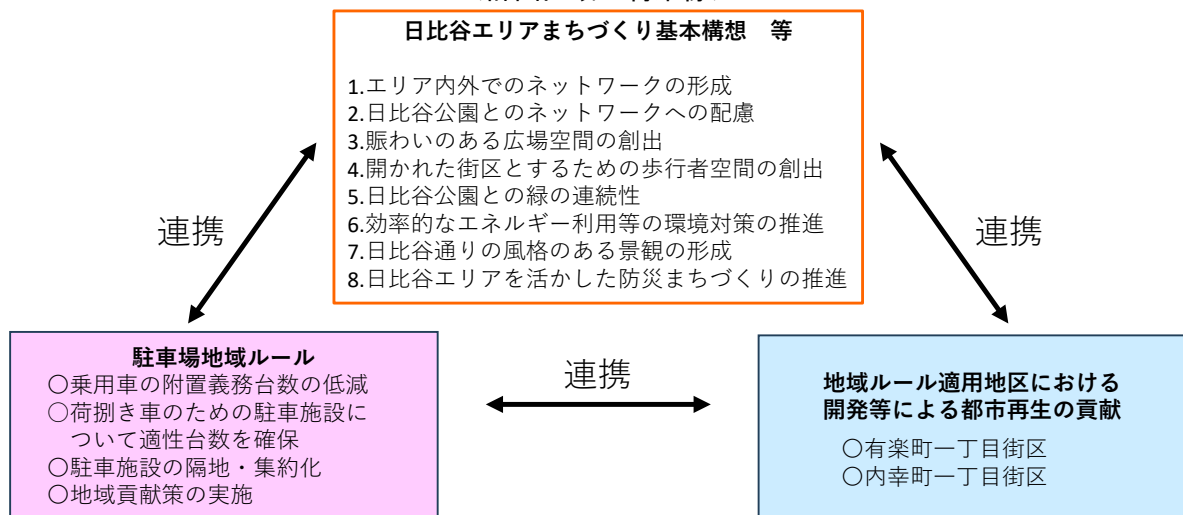 日比谷エリアまちづくり基本構想　等
1.エリア内外でのネットワークの形成
2.日比谷公園とのネットワークへの配慮
3.賑わいのある広場空間の創出
4.開かれた街区とするための歩行者空間の創出
5.日比谷公園との緑の連続性
6.効率的なエネルギー利用等の環境対策の推進
7.日比谷通りの風格のある景観の形成
8.日比谷エリアを活かした防災まちづくりの推進
連携
連携
駐車場地域ルール
〇乗用車の附置義務台数の低減
〇荷捌き車のための駐車施設に
ついて適性台数を確保
〇駐車施設の隔地・集約化
〇地域貢献策の実施
連携
地域ルール適用地区における
開発等による都市再生の貢献
〇有楽町一丁目街区
〇内幸町一丁目街区